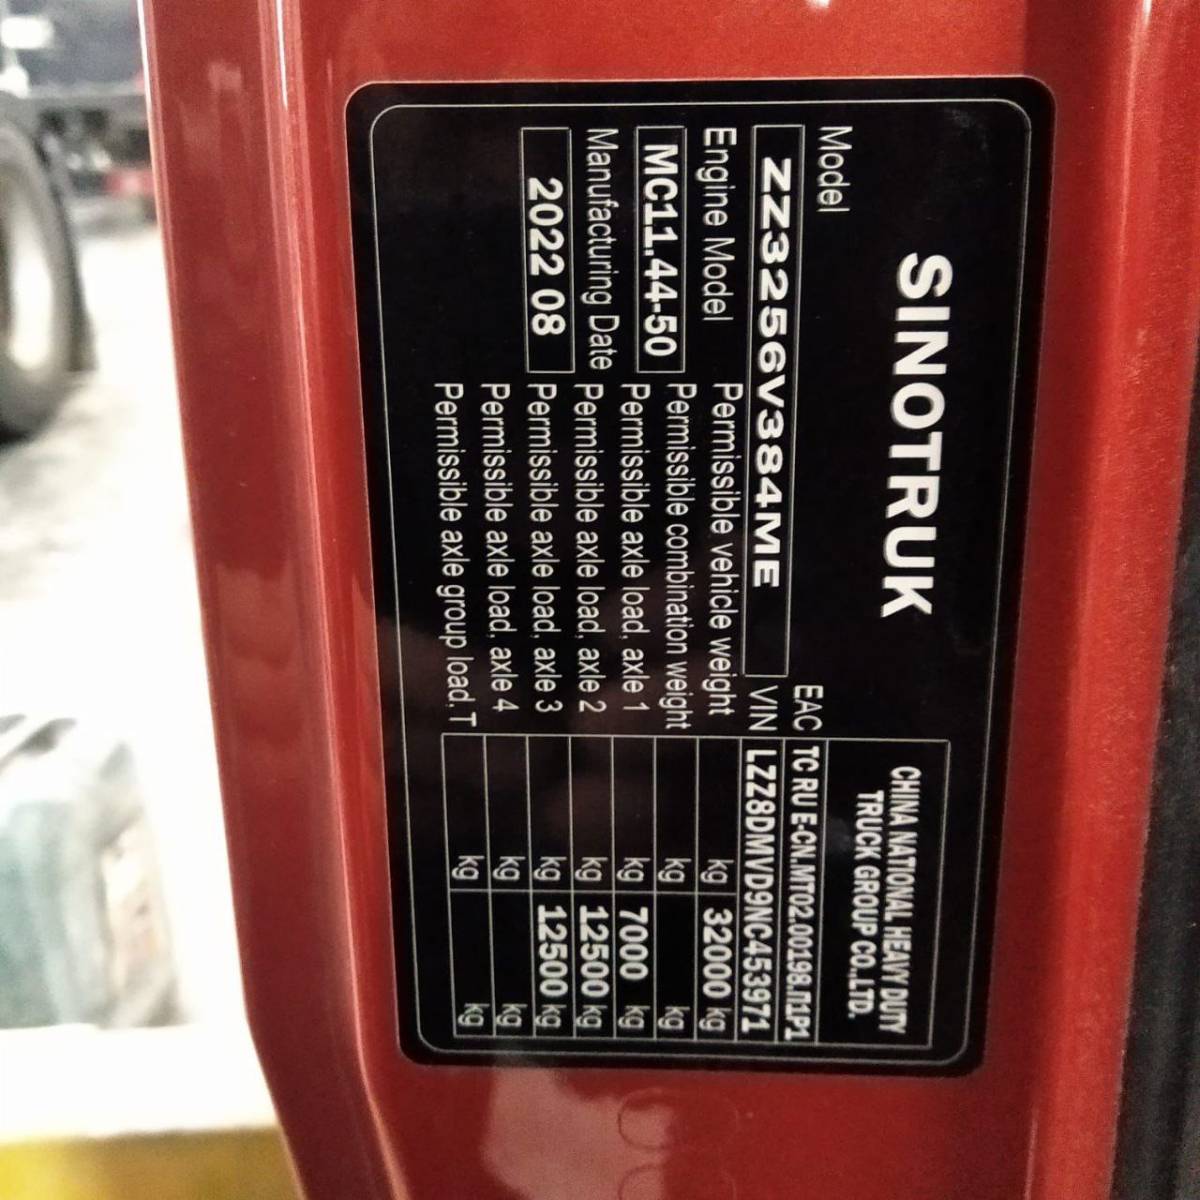 SINOTRUK
CHINA NATIONAL HEAVY DUTY
TRUCK GROUP CO.,LTD.
Model
EAC TC RU E-CN.MT02.00198.П1Р1
ZZ3256V384ME
VIN LZZ8DMVD9NC453971
Engine Model
MC11.44-50
Manufacturing Date
2022 08
Permissible vehicle weight kg 32000 kg
Permissible combination weight kg kg
Permissible axle load, axle 1 kg 7000 kg
Permissible axle load, axle 2 kg 12500 kg
Permissible axle load, axle 3 kg 12500 kg
Permissible axle load, axle 4 kg kg
Permissible axle group load, T kg kg